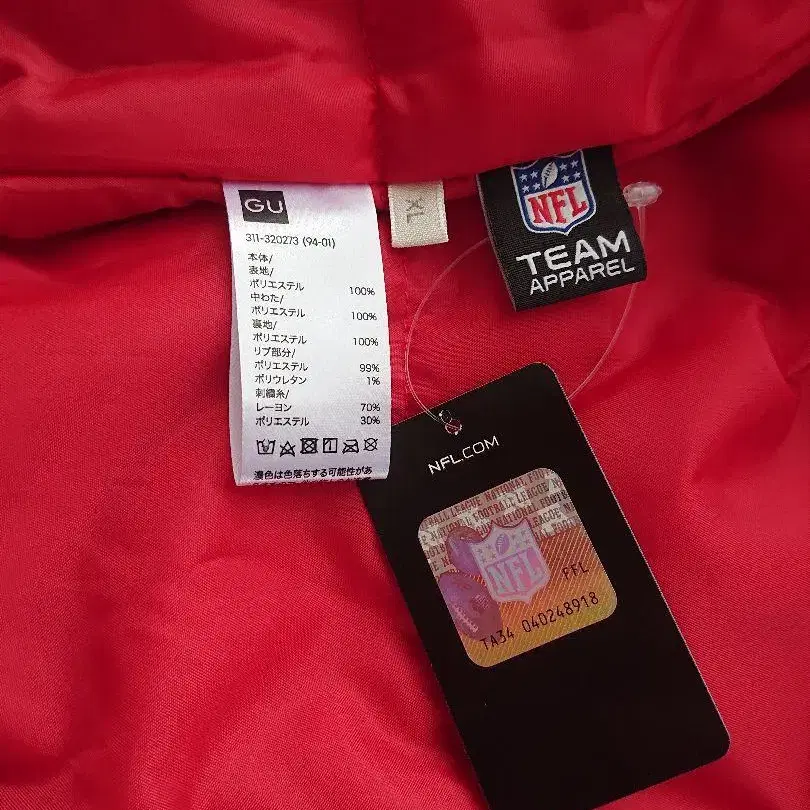 GU
311-320273 (94-01)
本体/
表地/
ポリエステル 100%
中わた/
ポリエステル 100%
裏地/
ポリエステル 100%
リブ部分/
ポリエステル 99%
ポリウレタン 1%
刺繍糸/
レーヨン 70%
ポリエステル 30%
濃色は色落ちする可能性があ
XL
NFL
TEAM
APPAREL
NFL.COM
NATIONAL FOOTBALL LEAGUE
NFL
FFL
TA34 040248918